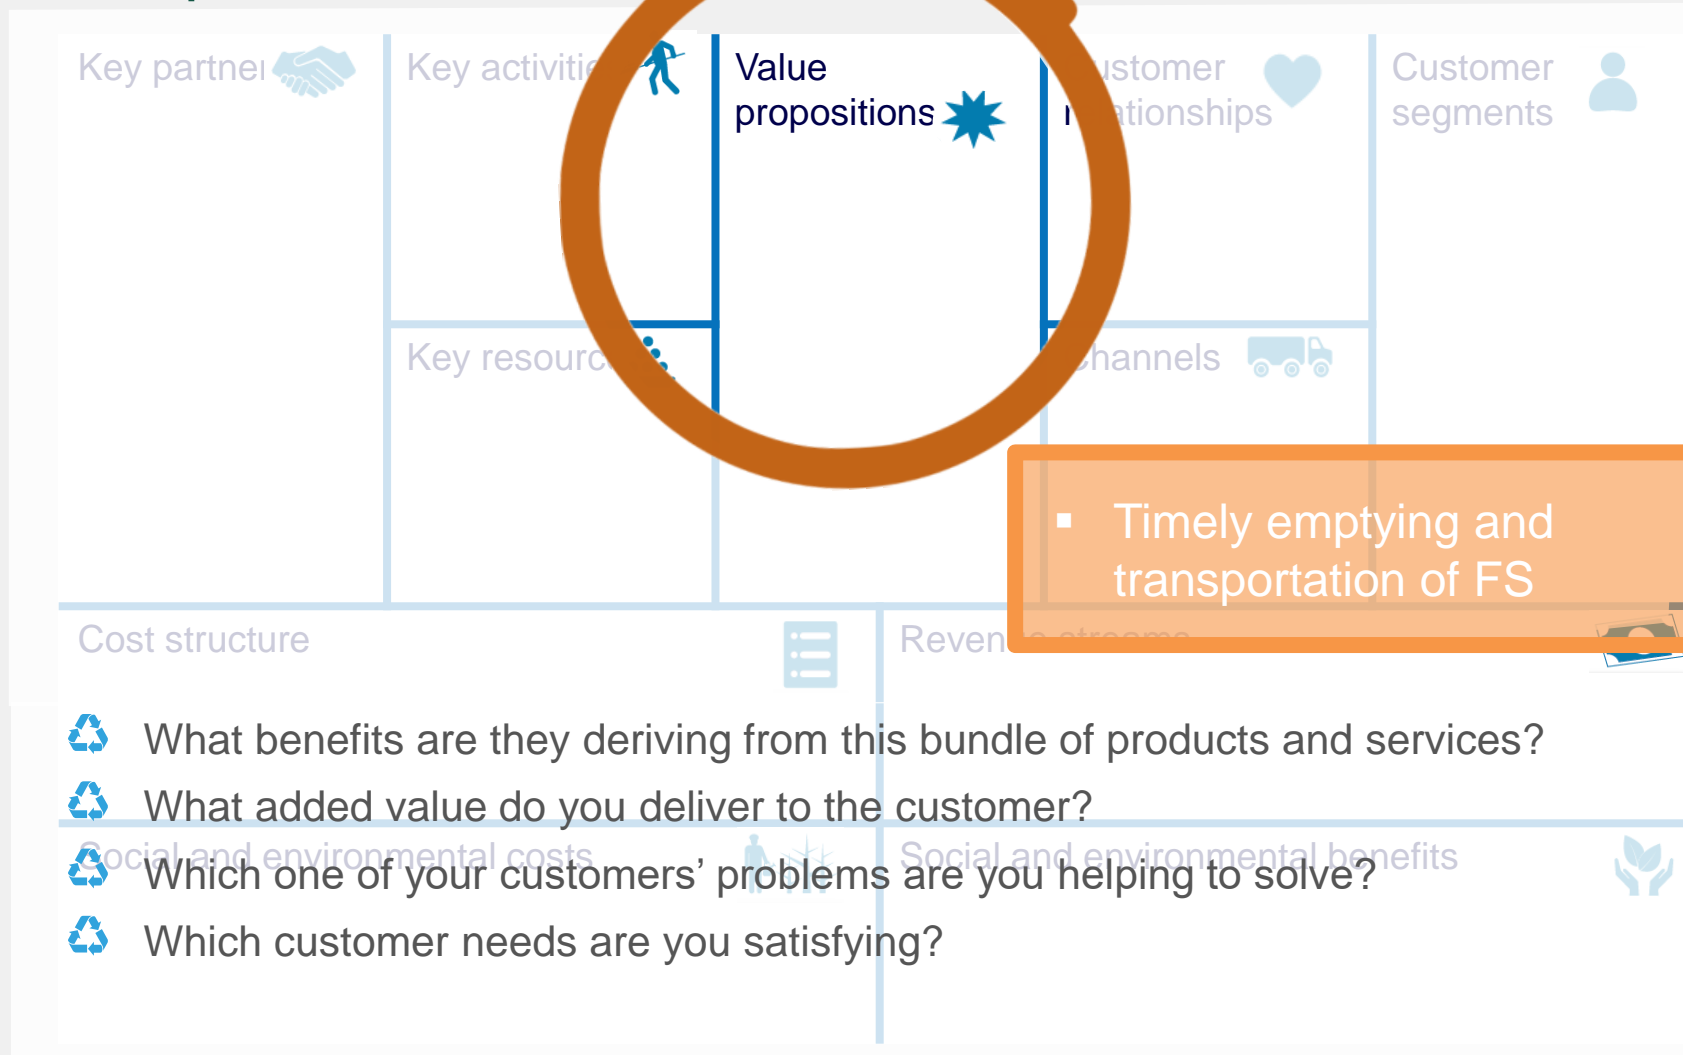 Key partner
Key activiti
Value
propositions
ustomer
r ationships
Customer
segments
Key resourc
hannels
Timely emptying and
transportation of FS
Cost structure
Reven streams
What benefits are they deriving from this bundle of products and services?
What added value do you deliver to the customer?
Social and environmental costs
Social and environmental benefits
Which one of your customers’ problems are you helping to solve?
Which customer needs are you satisfying?